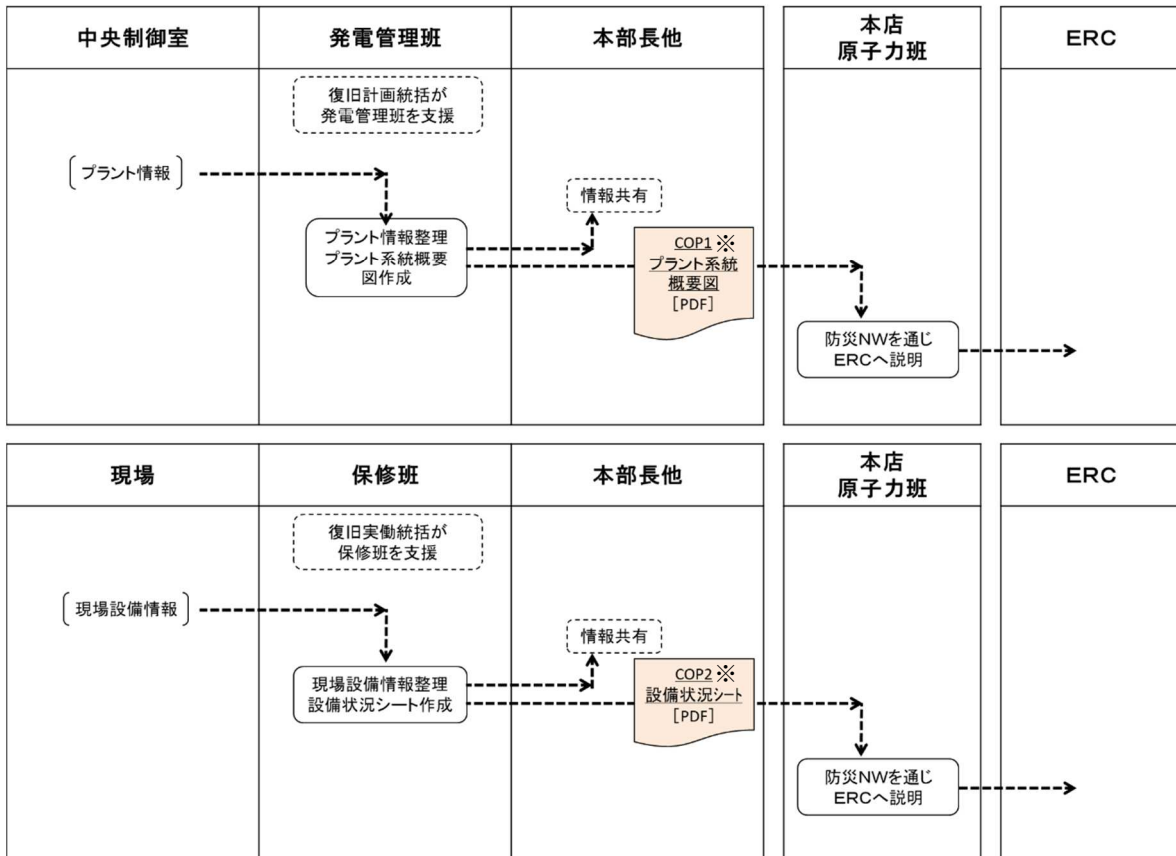 中央制御室
発電管理班
本部長他
本店
原子力班
ERC
復旧計画統括が
発電管理班を支援
プラント情報
情報共有
プラント情報整理
プラント系統概要
図作成
COP1※
プラント系統
概要図
[PDF]
防災NWを通じ
ERCへ説明
現場
保修班
本部長他
本店
原子力班
ERC
復旧実働統括が
保修班を支援
現場設備情報
情報共有
現場設備情報整理
設備状況シート作成
COP2※
設備状況シート
[PDF]
防災NWを通じ
ERCへ説明